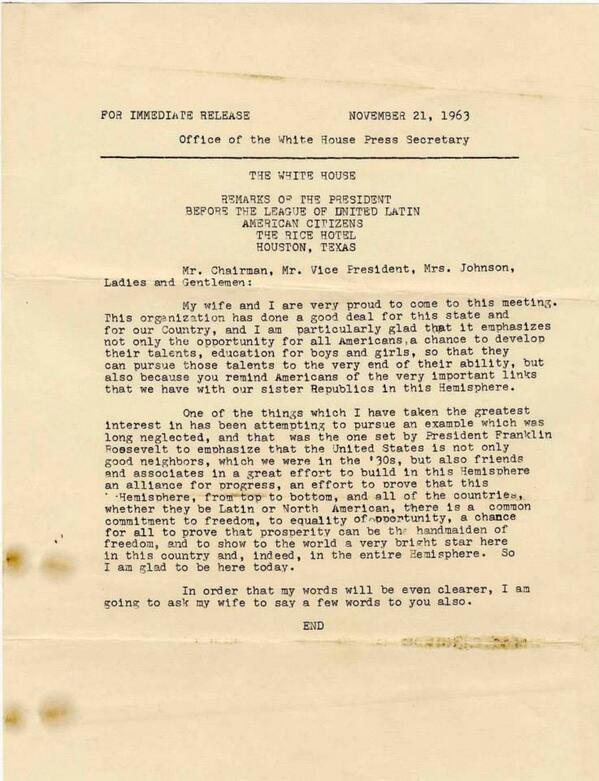 FOR IMMEDIATE RELEASE NOVEMBER 21, 1963
Office of the White House Press Secretary
THE WHITE HOUSE
REMARKS OF THE PRESIDENT
BEFORE THE LEAGUE OF UNITED LATIN
AMERICAN CITIZENS
THE RICE HOTEL
HOUSTON, TEXAS
Mr. Chairman, Mr. Vice President, Mrs. Johnson,
Ladies and Gentlemen:
My wife and I are very proud to come to this meeting.
This organization has done a good deal for this state and
for our Country, and I am particularly glad that it emphasizes
not only the opportunity for all Americans,a chance to develop
their talents, education for boys and girls, so that they
can pursue those talents to the very end of their ability, but
also because you remind Americans of the very important links
that we have with our sister Republics in this Hemisphere.
One of the things which I have taken the greatest
interest in has been attempting to pursue an example which was
long neglected, and that was the one set by President Franklin
Roosevelt to emphasize that the United States is not only
good neighbors, which we were in the '30s, but also friends
and associates in a great effort to build in this Hemisphere
an alliance for progress, an effort to prove that this
Hemisphere, from top to bottom, and all of the countries,
whether they be Latin or North American, there is a common
commitment to freedom, to equality of opportunity, a chance
for all to prove that prosperity can be the handmaiden of
freedom, and to show to the world a very bright star here
in this country and, indeed, in the entire Hemisphere. So
I am glad to be here today.
In order that my words will be even clearer, I am
going to ask my wife to say a few words to you also.
END